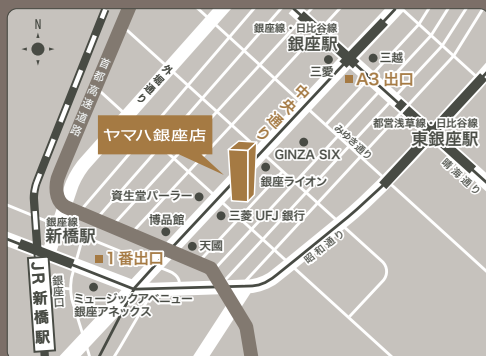 N
銀座線・日比谷線
銀座駅
三越
三愛
A3 出口
首都高速道路
外堀通り
中央通り
都営浅草線・日比谷線
東銀座駅
みゆき通り
晴海通り
ヤマハ銀座店
GINZA SIX
銀座ライオン
資生堂パーラー
三菱 UFJ 銀行
博品館
天國
昭和通り
銀座線
新橋駅
1番出口
JR 新橋駅
銀座口
ミュージックアベニュー
銀座アネックス